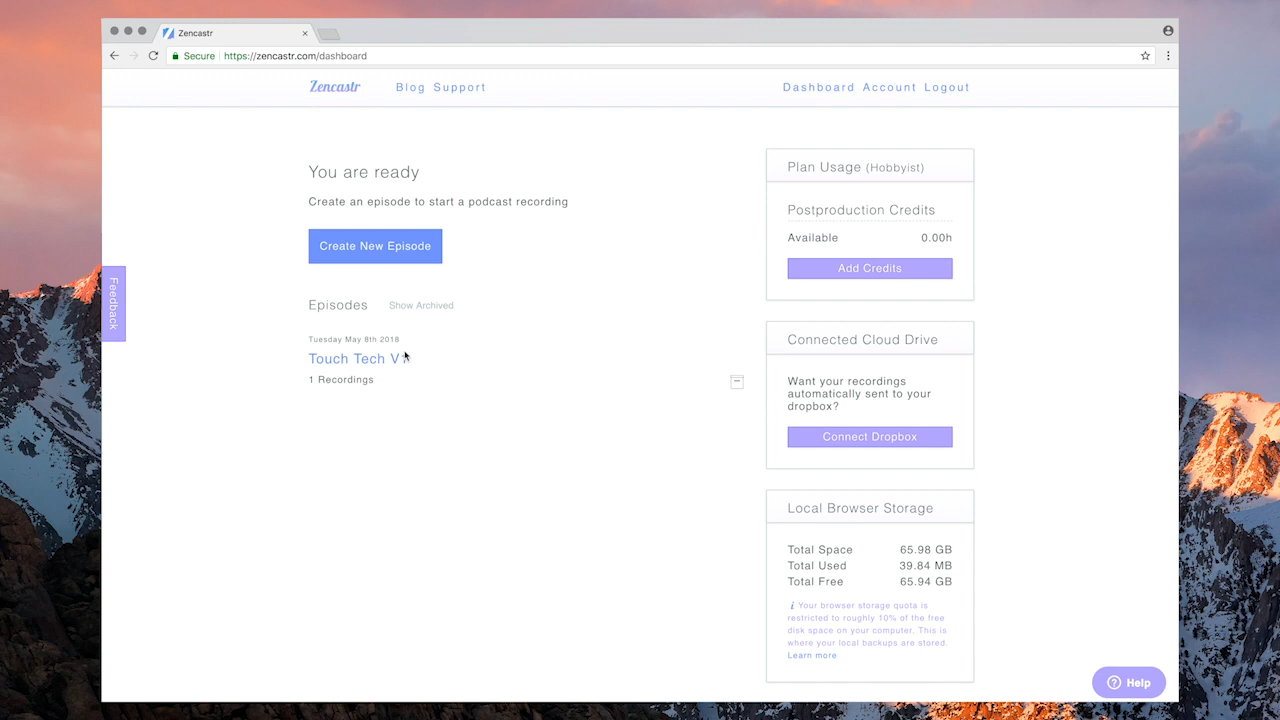 Zencastr
Secure https://zencastr.com/dashboard
Zencastr Blog Support Dashboard Account Logout
You are ready
Create an episode to start a podcast recording
Create New Episode
Episodes Show Archived
Tuesday May 8th 2018
Touch Tech V1
1 Recordings
Feedback
Plan Usage (Hobbyist)
Postproduction Credits
Available 0.00h
Add Credits
Connected Cloud Drive
Want your recordings
automatically sent to your
dropbox?
Connect Dropbox
Local Browser Storage
Total Space 65.98 GB
Total Used 39.84 MB
Total Free 65.94 GB
i Your browser storage quota is
restricted to roughly 10% of the free
disk space on your computer. This is
where your local backups are stored.
Learn more
? Help